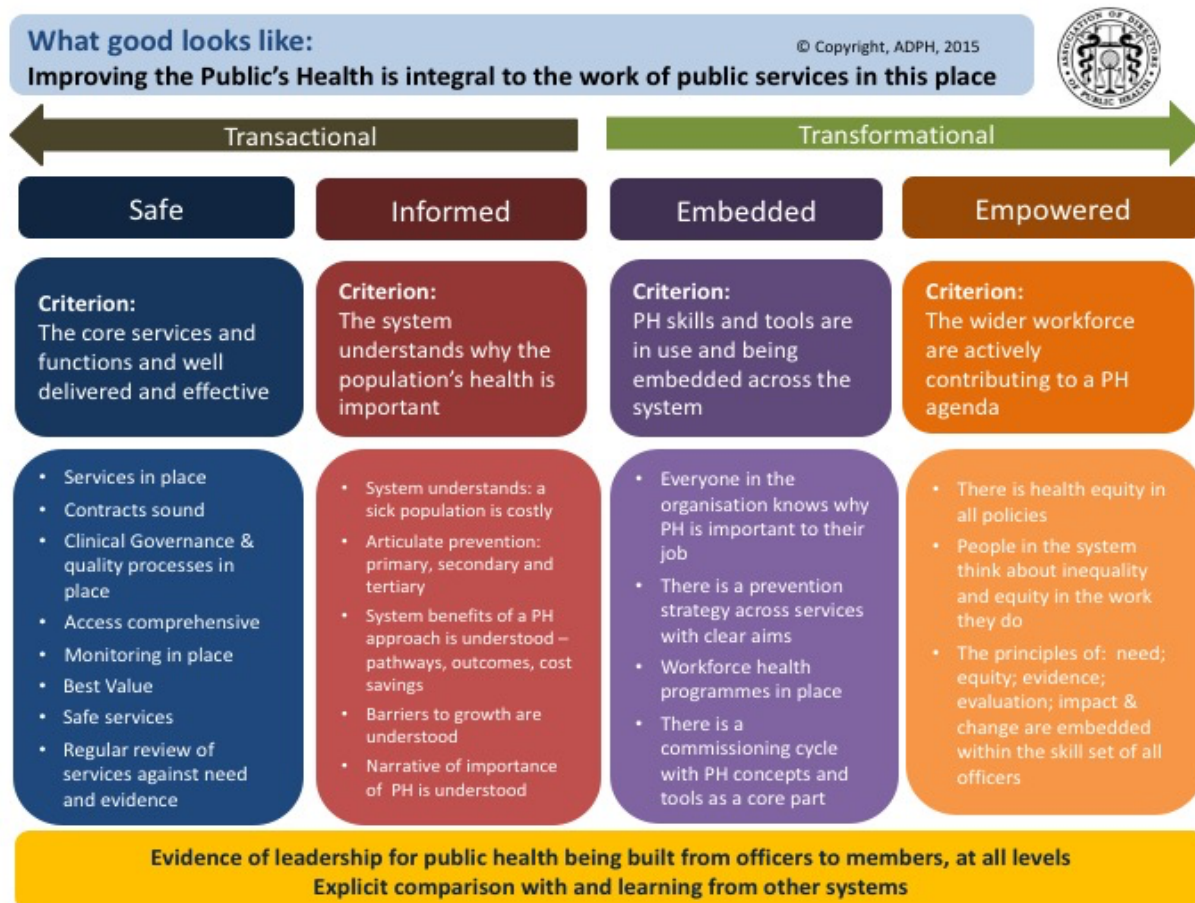 What good looks like:
© Copyright, ADPH, 2015
Improving the Public's Health is integral to the work of public services in this place
ASSOCIATION OF DIRECTORS
OF PUBLIC HEALTH
Transactional
Transformational
Safe
Informed
Embedded
Empowered
Criterion:
The core services and
functions and well
delivered and effective
Criterion:
The system
understands why the
population's health is
important
Criterion:
PH skills and tools are
in use and being
embedded across the
system
Criterion:
The wider workforce
are actively
contributing to a PH
agenda
• Services in place
• Contracts sound
• Clinical Governance &
quality processes in
place
• Access comprehensive
• Monitoring in place
• Best Value
• Safe services
• Regular review of
services against need
and evidence
• System understands: a
sick population is costly
• Articulate prevention:
primary, secondary and
tertiary
• System benefits of a PH
approach is understood –
pathways, outcomes, cost
savings
• Barriers to growth are
understood
• Narrative of importance
of PH is understood
• Everyone in the
organisation knows why
PH is important to their
job
• There is a prevention
strategy across services
with clear aims
• Workforce health
programmes in place
• There is a
commissioning cycle
with PH concepts and
tools as a core part
• There is health equity in
all policies
• People in the system
think about inequality
and equity in the work
they do
• The principles of: need;
equity; evidence;
evaluation; impact &
change are embedded
within the skill set of all
officers
Evidence of leadership for public health being built from officers to members, at all levels
Explicit comparison with and learning from other systems